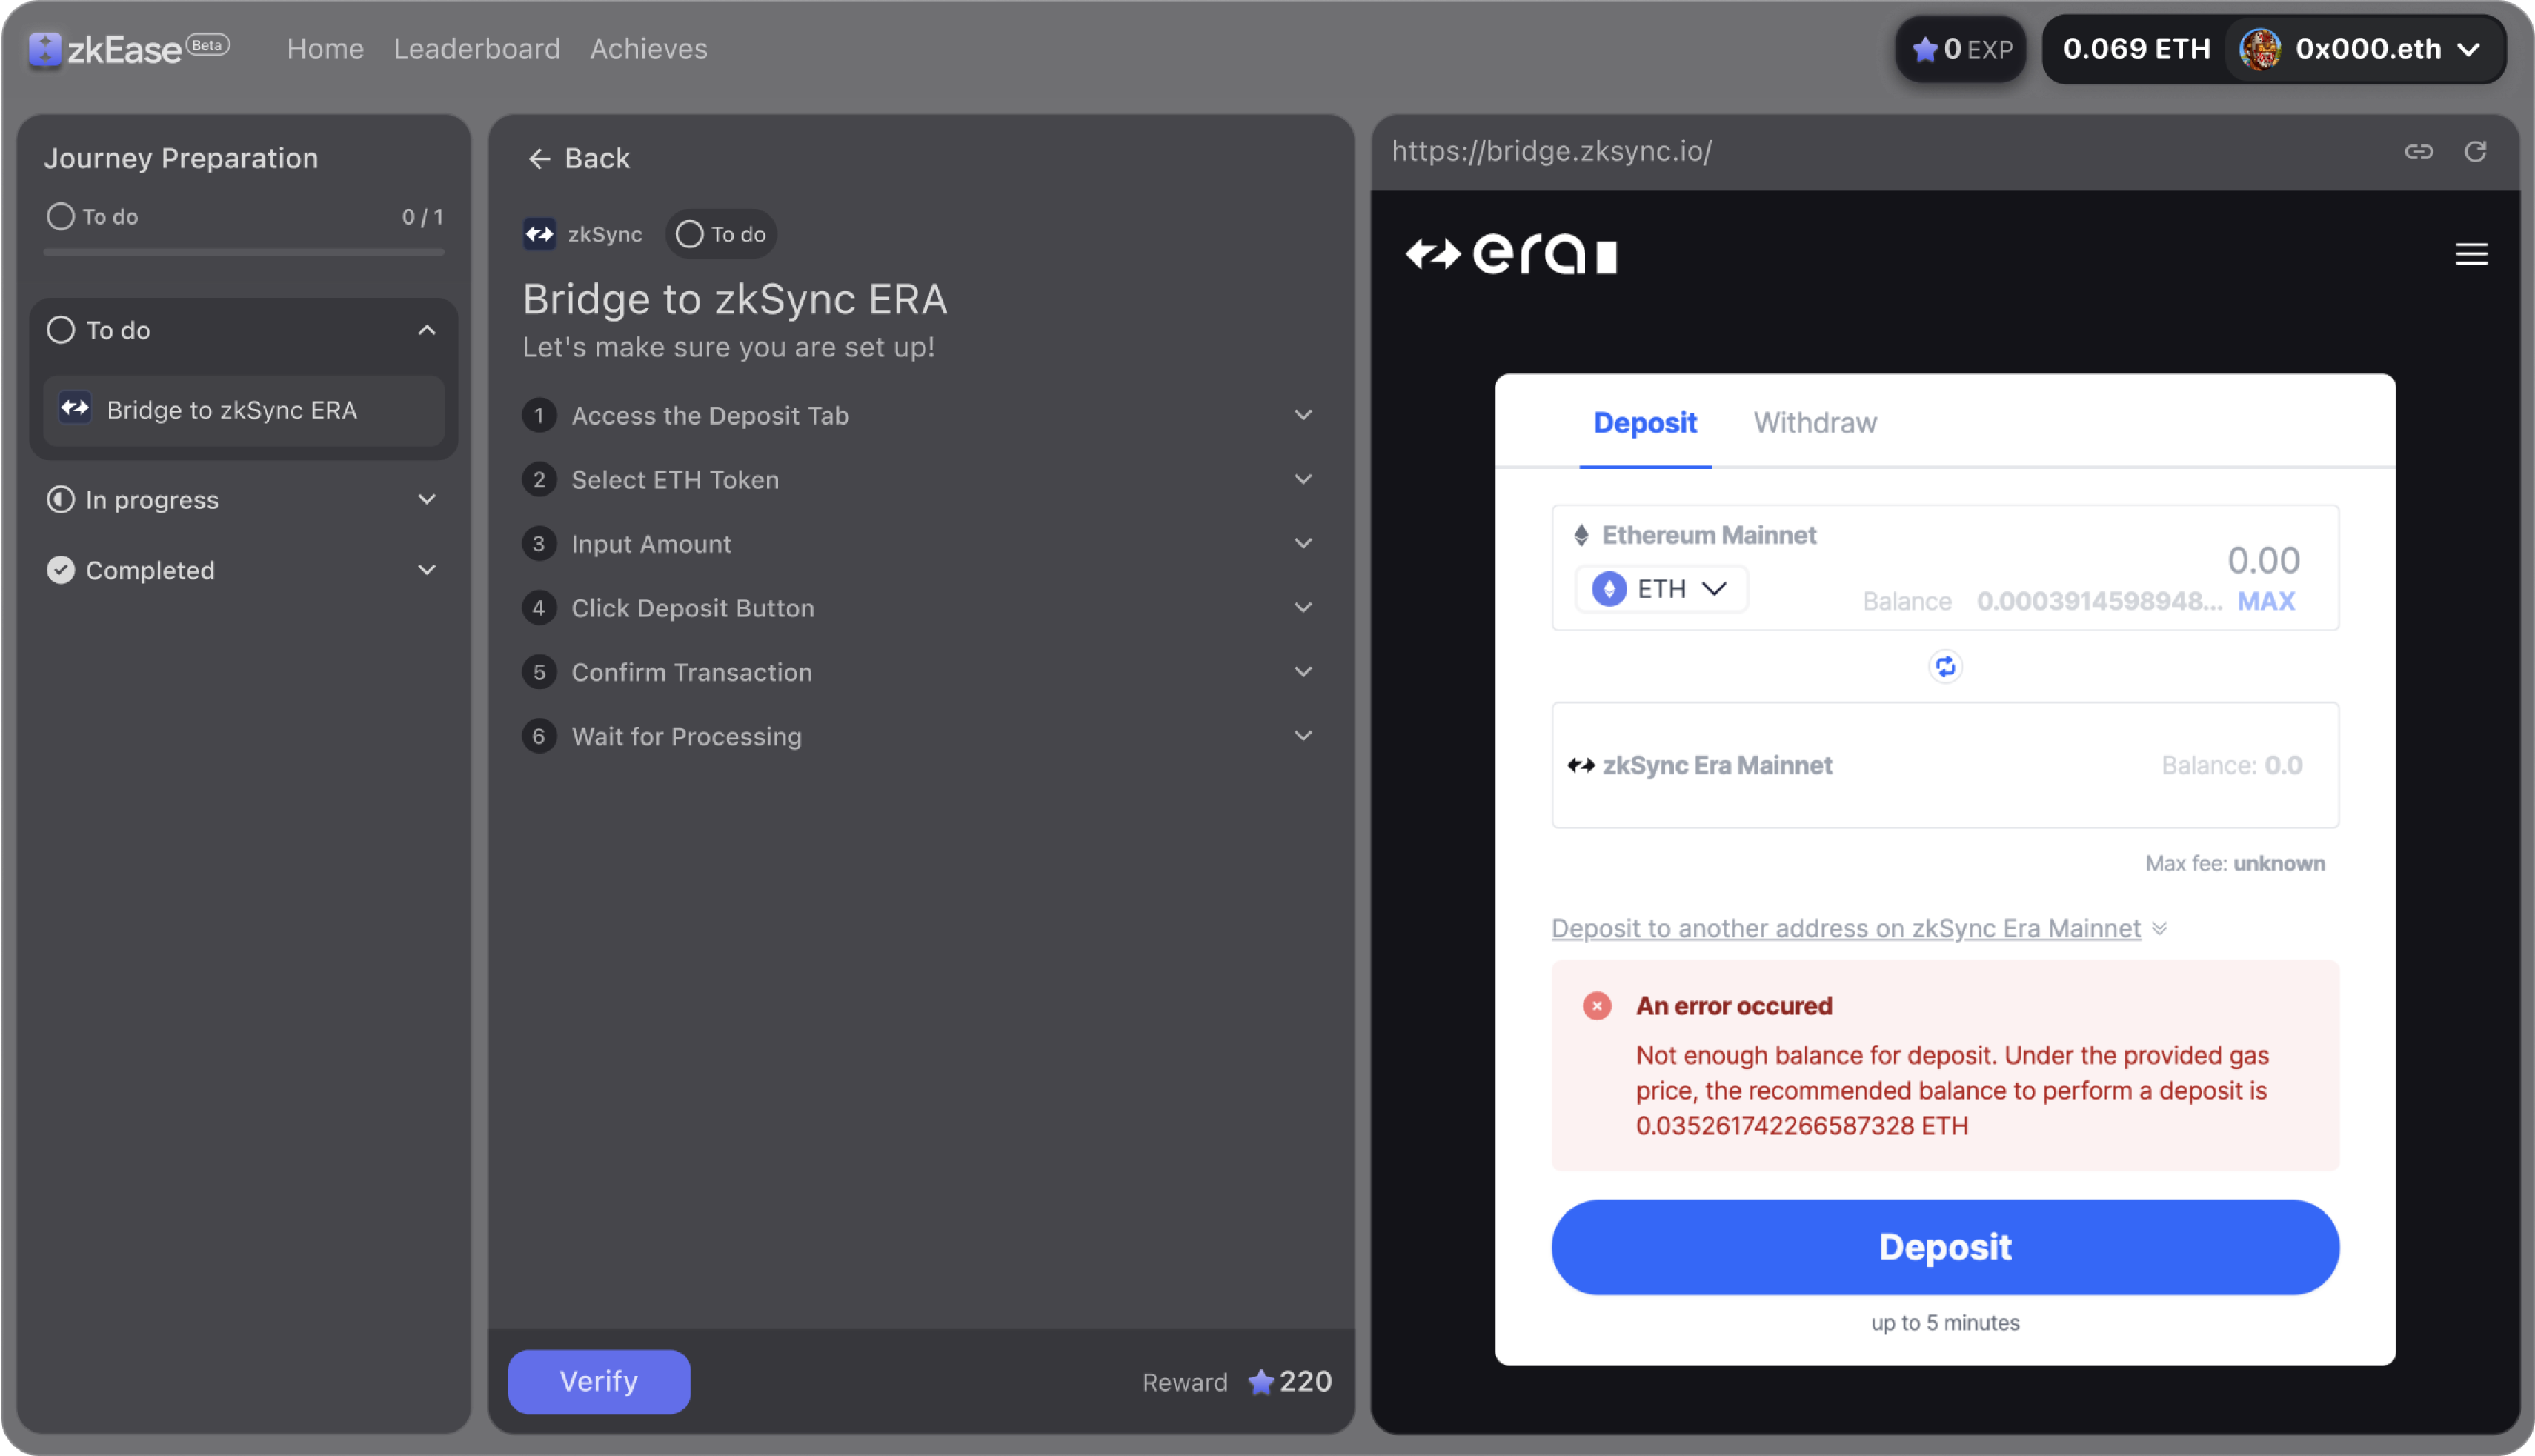 zkEase Beta
Home Leaderboard Achieves
0 EXP
0.069 ETH
0x000.eth
Journey Preparation
To do 0 / 1
To do
Bridge to zkSync ERA
In progress
Completed
Back
zkSync To do
Bridge to zkSync ERA
Let's make sure you are set up!
1 Access the Deposit Tab
2 Select ETH Token
3 Input Amount
4 Click Deposit Button
5 Confirm Transaction
6 Wait for Processing
Verify
Reward 220
https://bridge.zksync.io/
era
Deposit Withdraw
Ethereum Mainnet
0.00
ETH
Balance 0.0003914598948... MAX
zkSync Era Mainnet
Balance: 0.0
Max fee: unknown
Deposit to another address on zkSync Era Mainnet
An error occured
Not enough balance for deposit. Under the provided gas
price, the recommended balance to perform a deposit is
0.035261742266587328 ETH
Deposit
up to 5 minutes